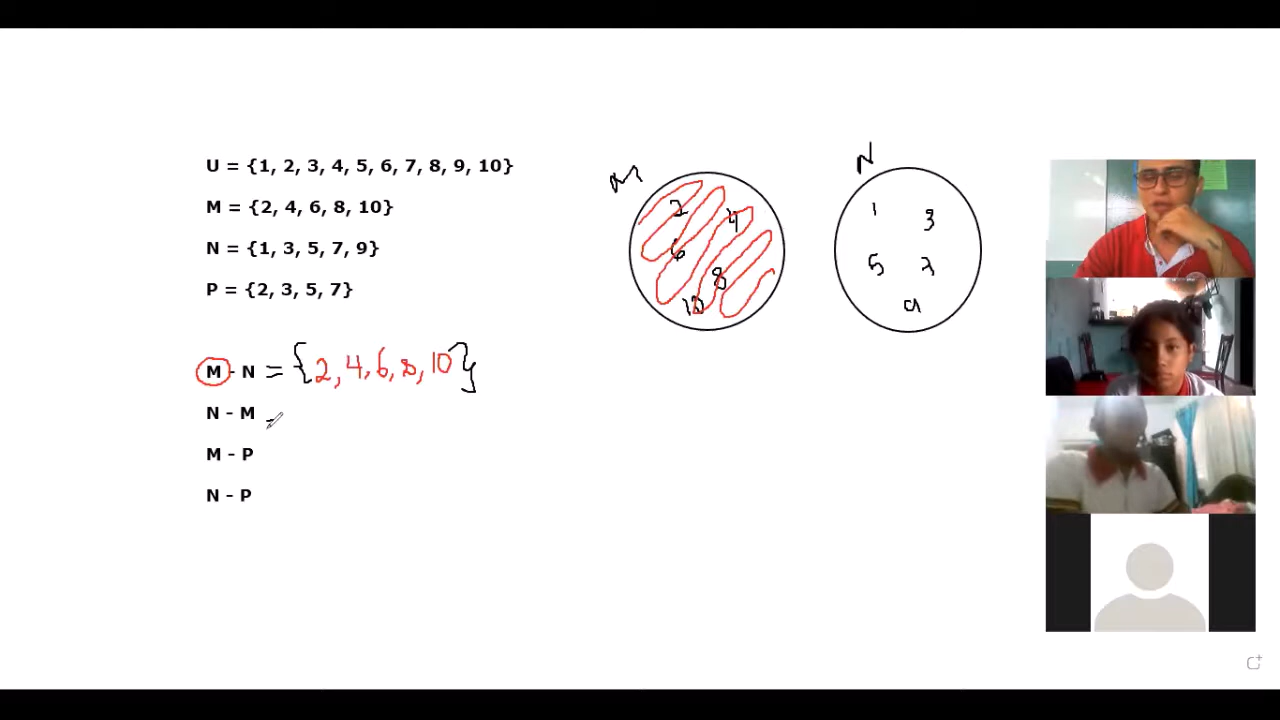 U = {1, 2, 3, 4, 5, 6, 7, 8, 9, 10}
M = {2, 4, 6, 8, 10}
N = {1, 3, 5, 7, 9}
P = {2, 3, 5, 7}
M - N = {2, 4, 6, 8, 10}
N - M =
M - P
N - P
M
2 4
6
8
10
N
1 3
5 7
9